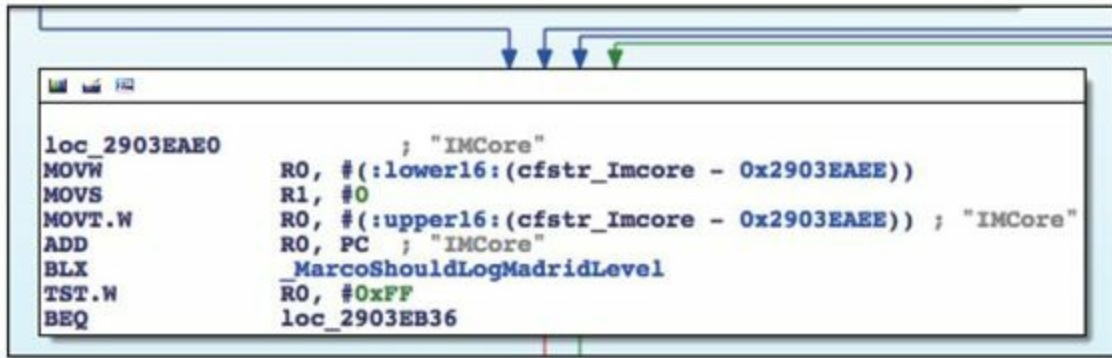 loc_2903EAE0 ; "IMCore"
MOVW R0, #(:lower16:(cfstr_Imcore - 0x2903EAEE))
MOVS R1, #0
MOVT.W R0, #(:upper16:(cfstr_Imcore - 0x2903EAEE)) ; "IMCore"
ADD R0, PC ; "IMCore"
BLX _MarcoShouldLogMadridLevel
TST.W R0, #0xFF
BEQ loc_2903EB36